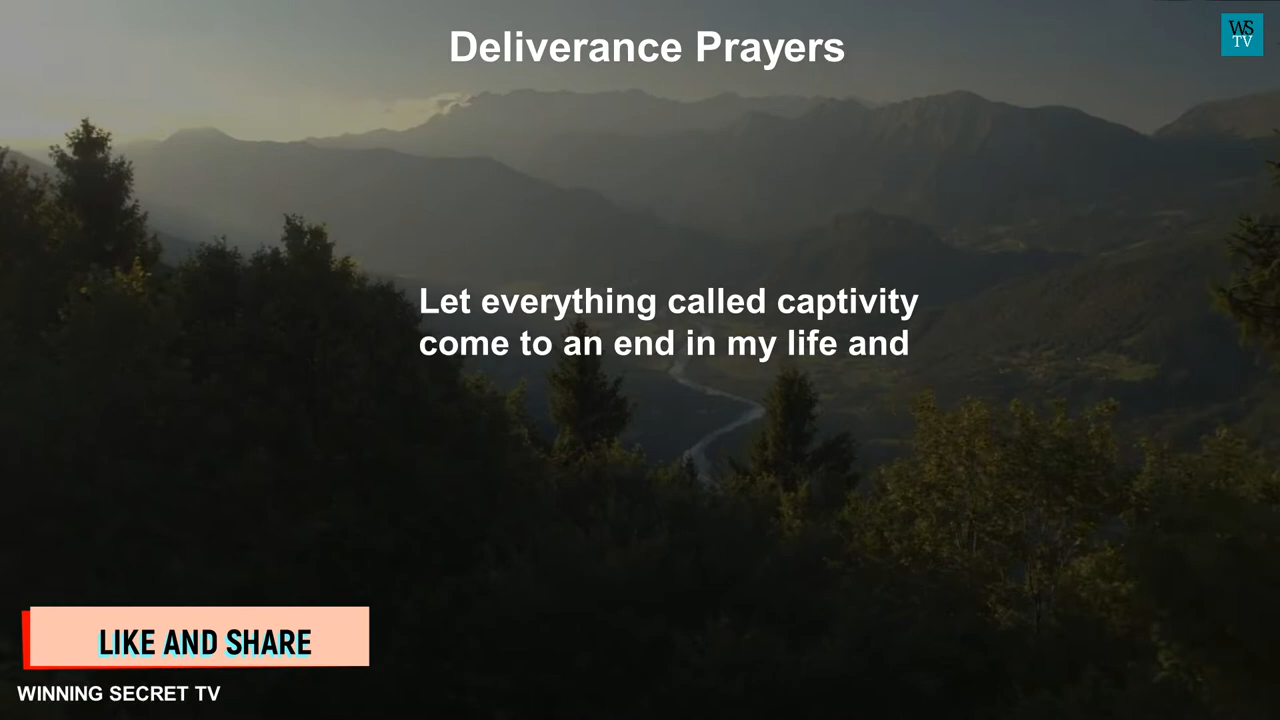 Deliverance Prayers
WS
TV
Let everything called captivity
come to an end in my life and
LIKE AND SHARE
WINNING SECRET TV